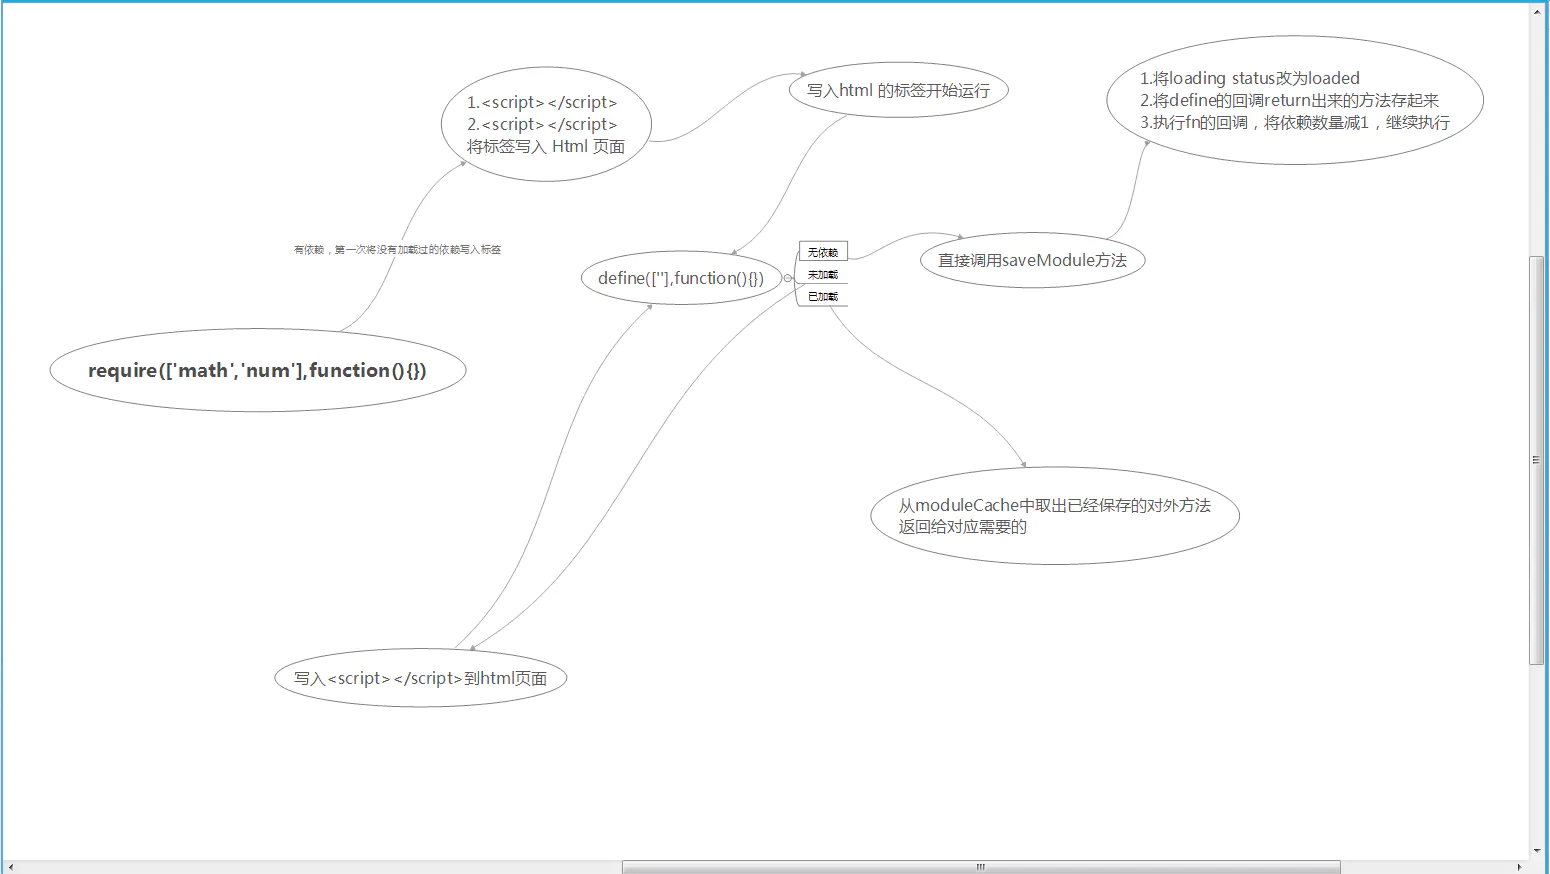 1.<script></script>
2.<script></script>
将标签写入 Html 页面
写入html 的标签开始运行
1.将loading status改为loaded
2.将define的回调return出来的方法存起来
3.执行fn的回调，将依赖数量减1，继续执行
有依赖，第一次将没有加载过的依赖写入标签
define([''],function(){})
无依赖
未加载
已加载
直接调用saveModule方法
require(['math','num'],function(){})
从moduleCache中取出已经保存的对外方法
返回给对应需要的
写入<script></script>到html页面